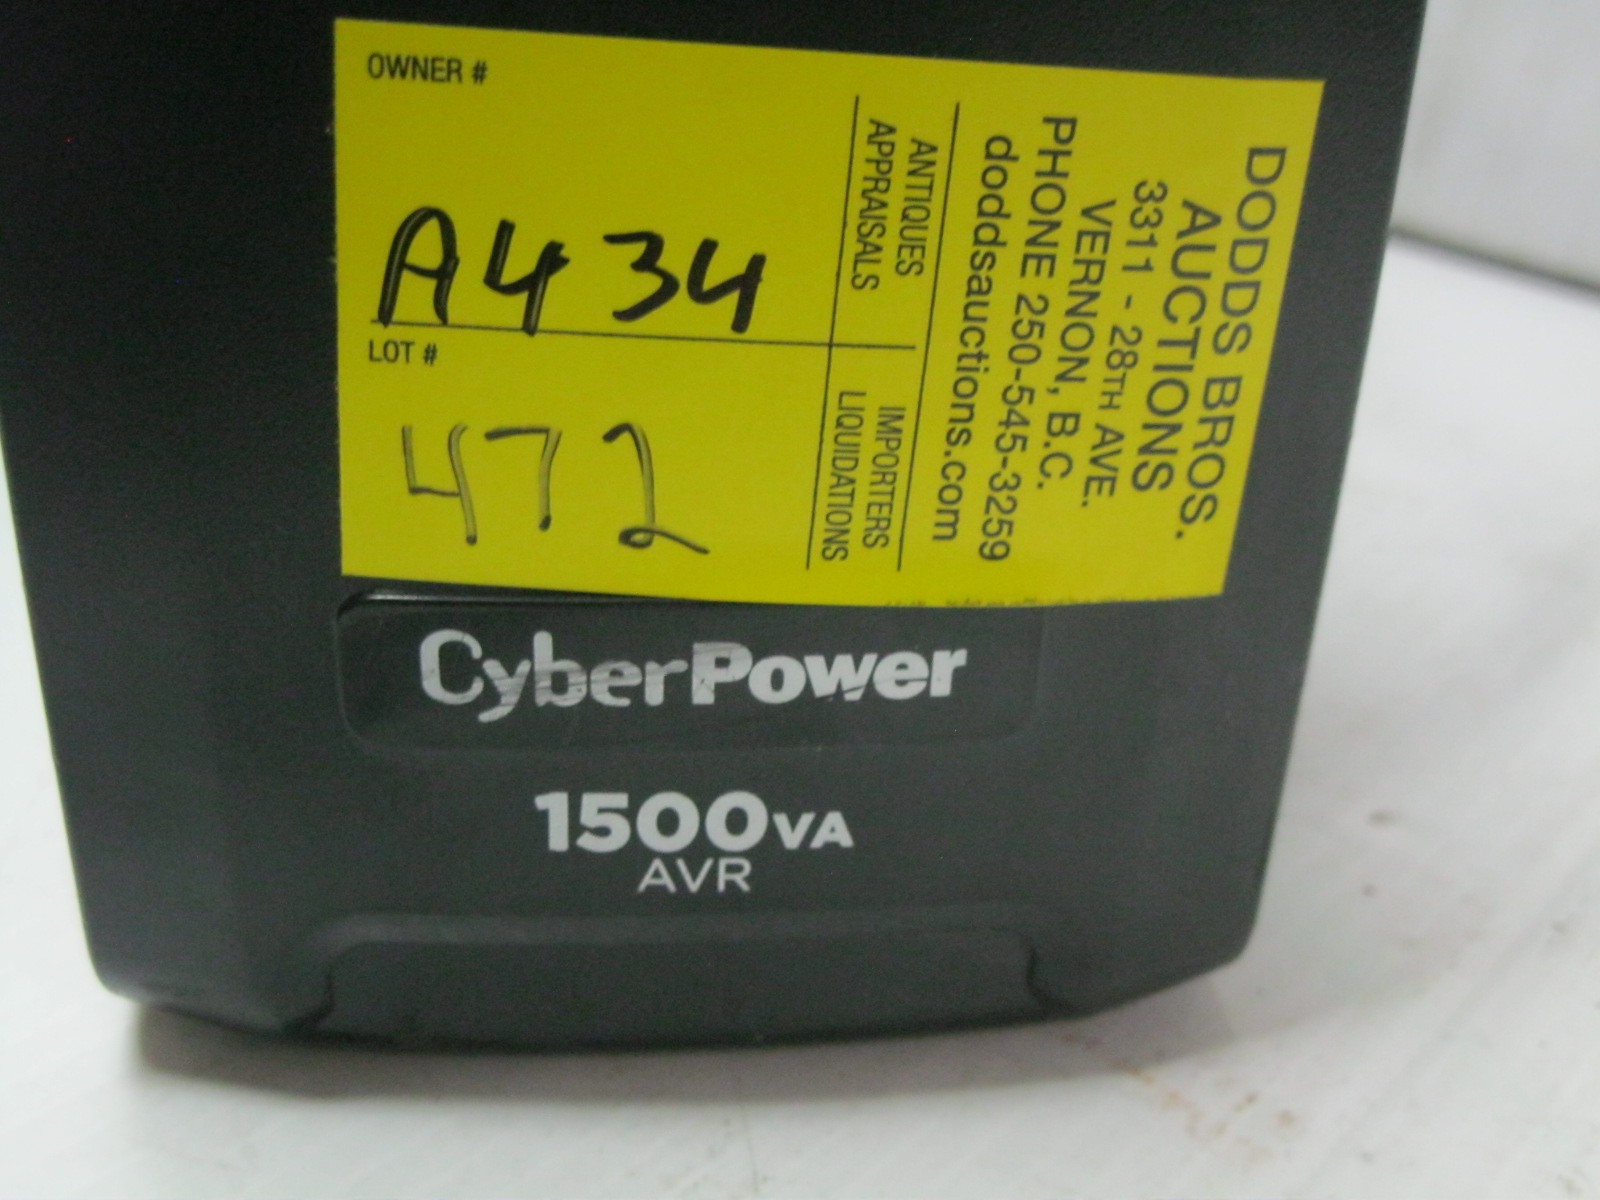 OWNER #
A434
LOT #
472
DODDS BROS.
AUCTIONS
3311 - 28TH AVE.
VERNON, B.C.
PHONE 250-545-3259
doddsauctions.com
ANTIQUES
APPRAISALS
IMPORTERS
LIQUIDATIONS
CyberPower
1500VA
AVR